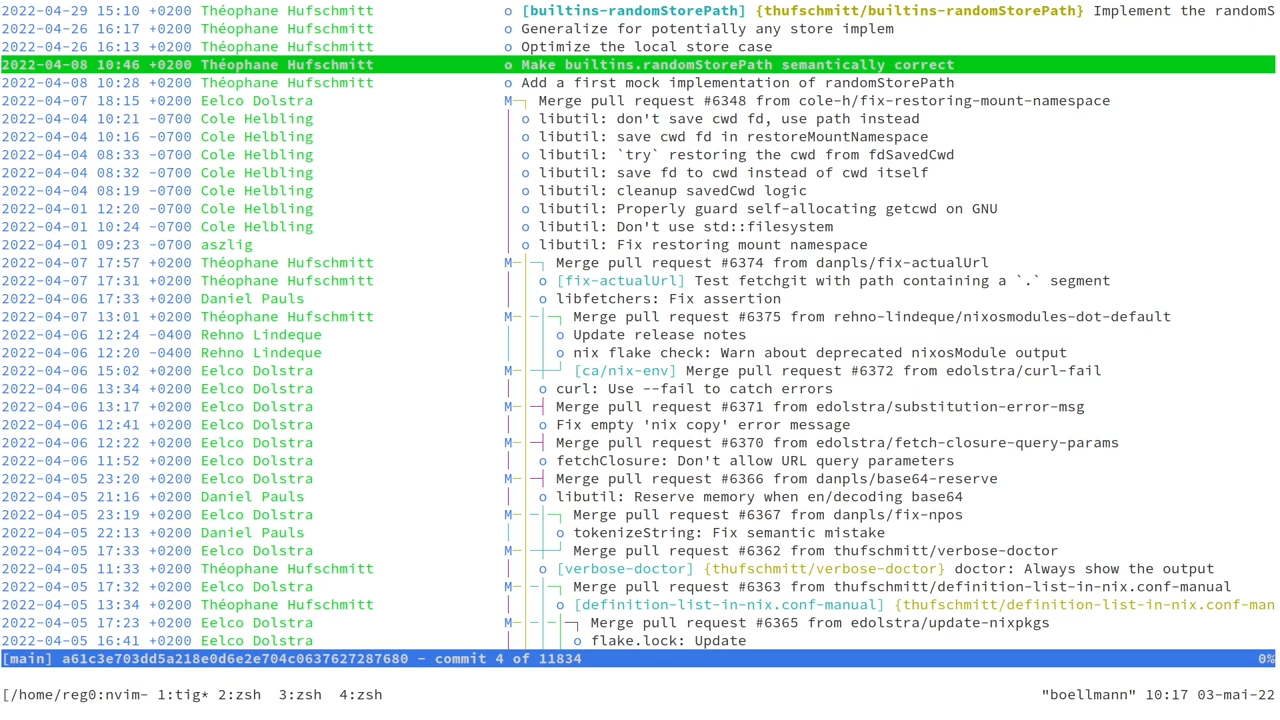 2022-04-29 15:10 +0200 Théophane Hufschmitt o [builtins-randomStorePath] {thufschmitt/builtins-randomStorePath} Implement the randomS
2022-04-26 16:17 +0200 Théophane Hufschmitt o Generalize for potentially any store implem
2022-04-26 16:13 +0200 Théophane Hufschmitt o Optimize the local store case
2022-04-08 10:46 +0200 Théophane Hufschmitt o Make builtins.randomStorePath semantically correct
2022-04-08 10:28 +0200 Théophane Hufschmitt o Add a first mock implementation of randomStorePath
2022-04-07 18:15 +0200 Eelco Dolstra M Merge pull request #6348 from cole-h/fix-restoring-mount-namespace
2022-04-04 10:21 -0700 Cole Helbling o libutil: don't save cwd fd, use path instead
2022-04-04 10:16 -0700 Cole Helbling o libutil: save cwd fd in restoreMountNamespace
2022-04-04 08:33 -0700 Cole Helbling o libutil: `try` restoring the cwd from fdSavedCwd
2022-04-04 08:32 -0700 Cole Helbling o libutil: save fd to cwd instead of cwd itself
2022-04-04 08:19 -0700 Cole Helbling o libutil: cleanup savedCwd logic
2022-04-01 12:20 -0700 Cole Helbling o libutil: Properly guard self-allocating getcwd on GNU
2022-04-01 10:24 -0700 Cole Helbling o libutil: Don't use std::filesystem
2022-04-01 09:23 -0700 aszlig o libutil: Fix restoring mount namespace
2022-04-07 17:57 +0200 Théophane Hufschmitt M Merge pull request #6374 from danpls/fix-actualUrl
2022-04-07 17:31 +0200 Théophane Hufschmitt o [fix-actualUrl] Test fetchgit with path containing a `.` segment
2022-04-06 17:33 +0200 Daniel Pauls o libfetchers: Fix assertion
2022-04-07 13:01 +0200 Théophane Hufschmitt M Merge pull request #6375 from rehno-lindeque/nixosmodules-dot-default
2022-04-06 12:24 -0400 Rehno Lindeque o Update release notes
2022-04-06 12:20 -0400 Rehno Lindeque o nix flake check: Warn about deprecated nixosModule output
2022-04-06 15:02 +0200 Eelco Dolstra M [ca/nix-env] Merge pull request #6372 from edolstra/curl-fail
2022-04-06 13:34 +0200 Eelco Dolstra o curl: Use --fail to catch errors
2022-04-06 13:17 +0200 Eelco Dolstra M Merge pull request #6371 from edolstra/substitution-error-msg
2022-04-06 12:41 +0200 Eelco Dolstra o Fix empty 'nix copy' error message
2022-04-06 12:22 +0200 Eelco Dolstra M Merge pull request #6370 from edolstra/fetch-closure-query-params
2022-04-06 11:52 +0200 Eelco Dolstra o fetchClosure: Don't allow URL query parameters
2022-04-05 23:20 +0200 Eelco Dolstra M Merge pull request #6366 from danpls/base64-reserve
2022-04-05 21:16 +0200 Daniel Pauls o libutil: Reserve memory when en/decoding base64
2022-04-05 23:19 +0200 Eelco Dolstra M Merge pull request #6367 from danpls/fix-npos
2022-04-05 22:13 +0200 Daniel Pauls o tokenizeString: Fix semantic mistake
2022-04-05 17:33 +0200 Eelco Dolstra M Merge pull request #6362 from thufschmitt/verbose-doctor
2022-04-05 11:33 +0200 Théophane Hufschmitt o [verbose-doctor] {thufschmitt/verbose-doctor} doctor: Always show the output
2022-04-05 17:32 +0200 Eelco Dolstra M Merge pull request #6363 from thufschmitt/definition-list-in-nix.conf-manual
2022-04-05 13:34 +0200 Théophane Hufschmitt o [definition-list-in-nix.conf-manual] {thufschmitt/definition-list-in-nix.conf-man
2022-04-05 17:23 +0200 Eelco Dolstra M Merge pull request #6365 from edolstra/update-nixpkgs
2022-04-05 16:41 +0200 Eelco Dolstra o flake.lock: Update
[main] a61c3e703dd5a218e0d6e2e704c0637627287680 - commit 4 of 11834 0%
[/home/reg0:nvim- 1:tig* 2:zsh 3:zsh 4:zsh "boellmann" 10:17 03-mai-22